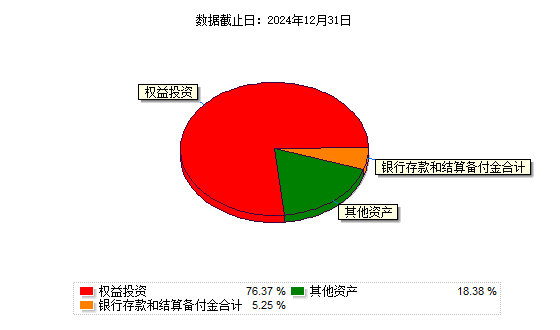 数据截止日：2024年12月31日
权益投资
银行存款和结算备付金合计
其他资产
权益投资 76.37 % 其他资产 18.38 %
银行存款和结算备付金合计 5.25 %